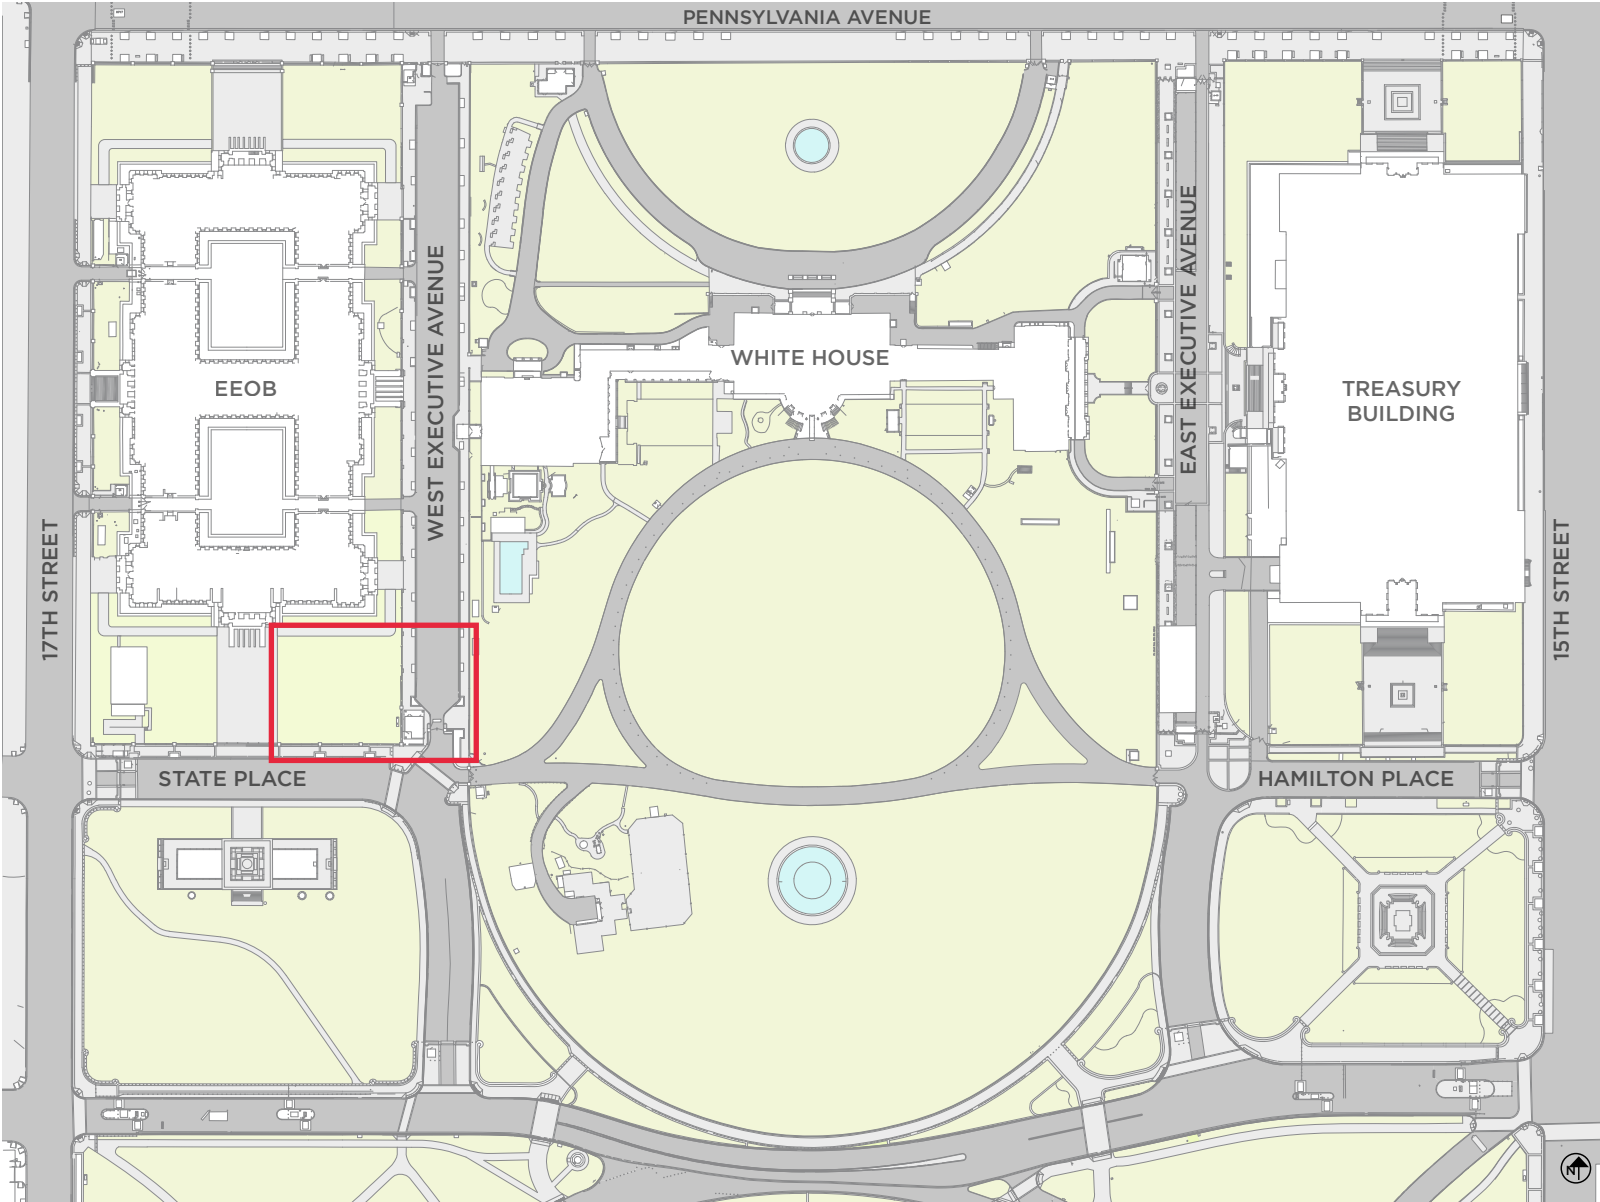 PENNSYLVANIA AVENUE
WEST EXECUTIVE AVENUE
EAST EXECUTIVE AVENUE
WHITE HOUSE
EEOB
TREASURY
BUILDING
17TH STREET
15TH STREET
STATE PLACE
HAMILTON PLACE
N